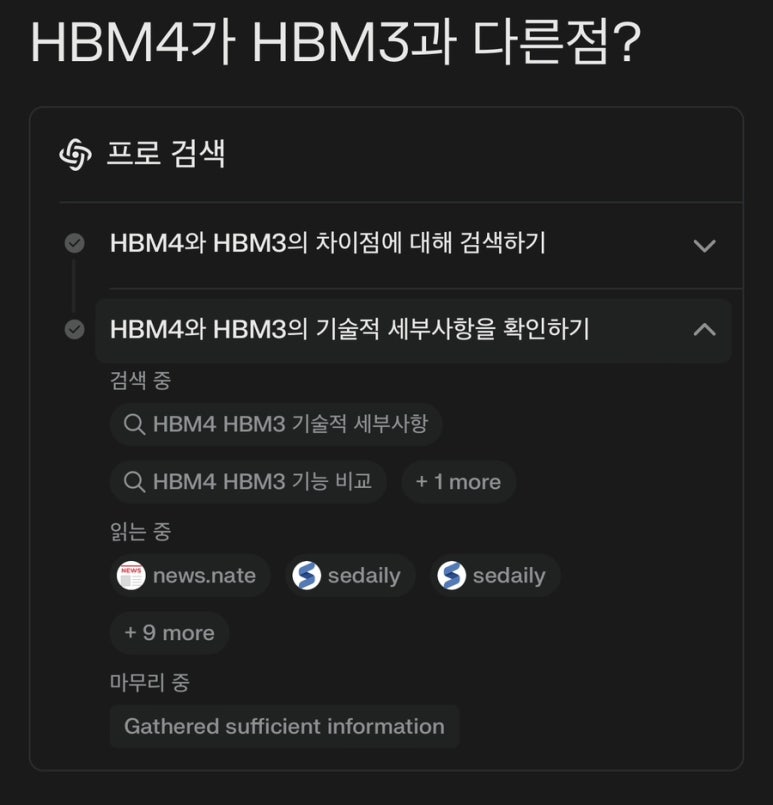 HBM4가 HBM3과 다른점?
프로 검색
HBM4와 HBM3의 차이점에 대해 검색하기
HBM4와 HBM3의 기술적 세부사항을 확인하기
검색 중
HBM4 HBM3 기술적 세부사항
HBM4 HBM3 기능 비교 + 1 more
읽는 중
NEWS news.nate sedaily sedaily
+ 9 more
마무리 중
Gathered sufficient information